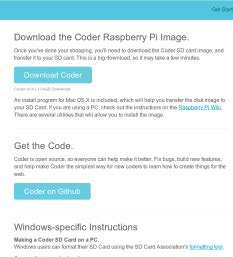 Get Start
Download the Coder Raspberry Pi Image.
Once you've done your shopping, you'll need to download the Coder SD card image, and
transfer it to your SD card. This is a big download, so it may take a few minutes.
Download Coder
An install program for Mac OS X is included, which will help you transfer the disk image to
your SD Card. If you are using a PC, check out the instructions on the Raspberry Pi Wiki.
There are several utilities that will allow you to install the image.
Get the Code.
Coder is open source, so everyone can help make it better. Fix bugs, build new features,
and help make Coder the simplest way for new coders to learn how to create things for the
web.
Coder on Github
Windows-specific Instructions
Making a Coder SD Card on a PC.
Windows users can format their SD Card using the SD Card Association's formatting tool.